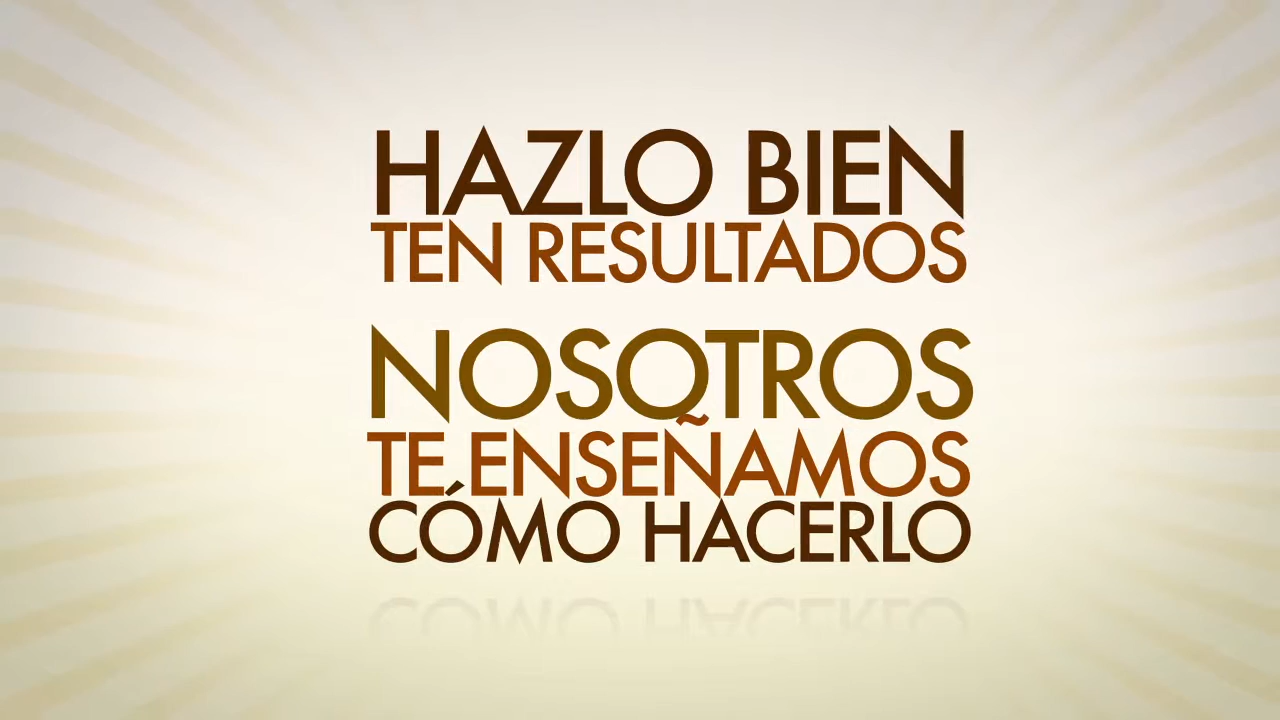 HAZLO BIEN
TEN RESULTADOS
NOSOTROS
TE ENSEÑAMOS
CÓMO HACERLO